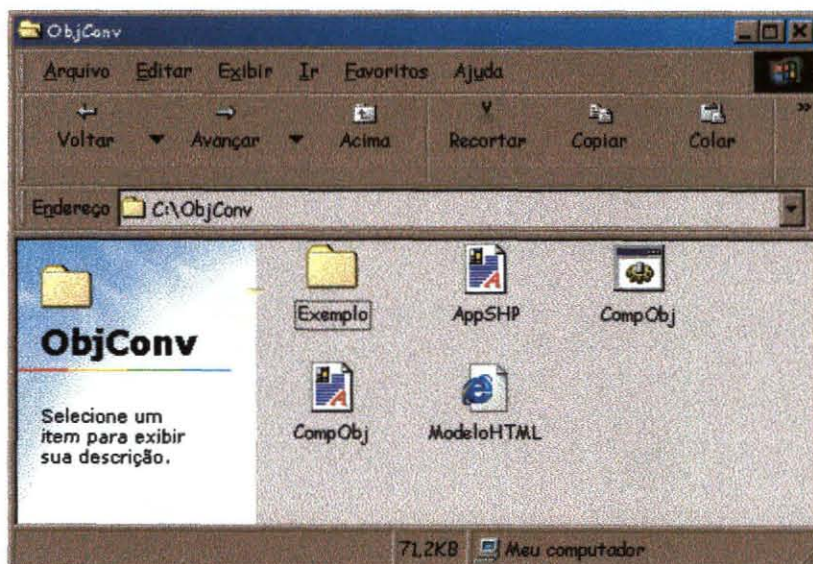 ObjConv
Arquivo Editar Exibir Ir Favoritos Ajuda
Voltar Avançar Acima Recortar Copiar Colar »
Endereço C:\ObjConv
ObjConv
Selecione um
item para exibir
sua descrição.
Exemplo AppSHP CompObj
CompObj ModeloHTML
71,2KB Meu computador